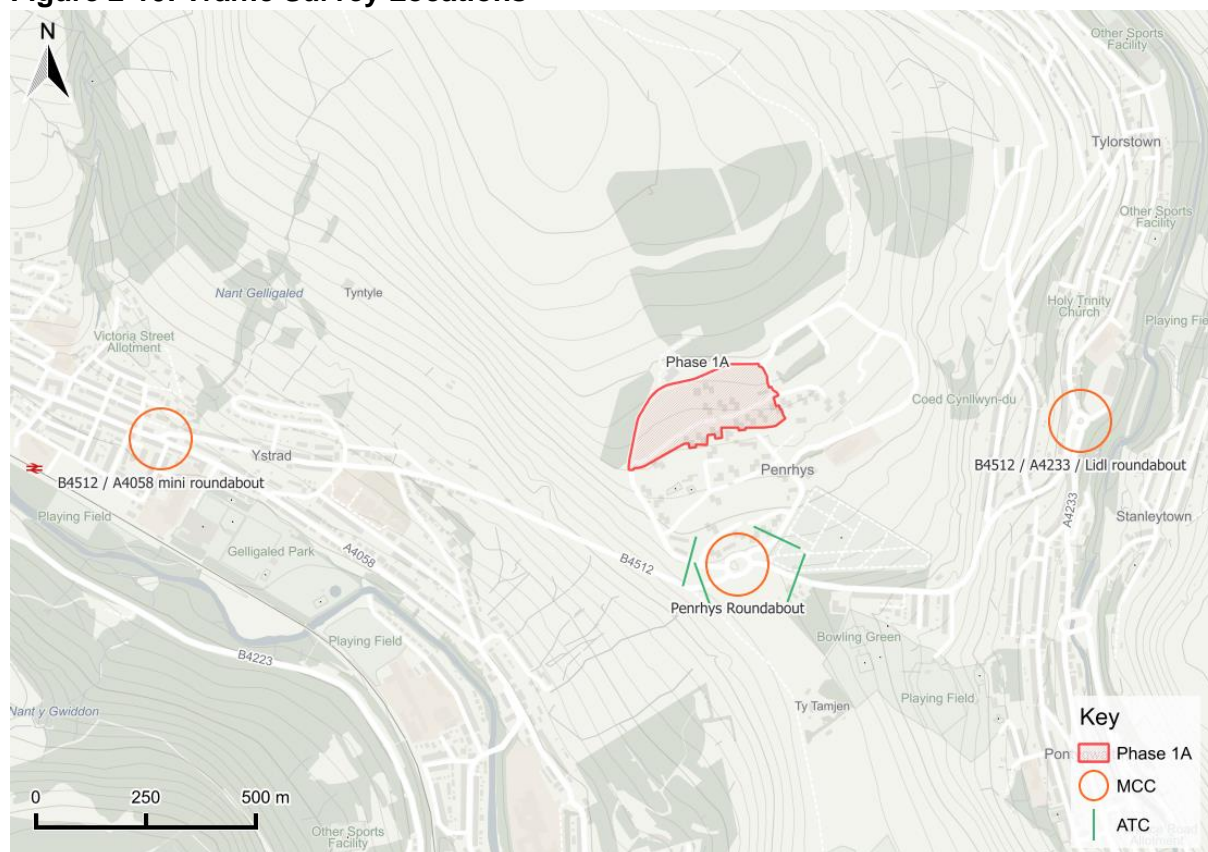 N
Other Sports
Facility
Tylorstown
Other Sports
Facility
Nant Gelligaled
Tyntyle
Holy Trinity
Church
Playing Fie
Victoria Street
Allotment
Phase 1A
Coed Cynllwyn-du
Ystrad
B4512 / A4058 mini roundabout
Penrhys
B4512 / A4233 / Lidl roundabout
Playing Field
A4233
Stanleytown
Gelligaled Park
A4058
B4512
Penrhys Roundabout
Playing Field
Bowling Green
B4223
Playing Field
Nant y Gwiddon
Ty Tamjen
Key
Phase 1A
MCC
ATC
0 250 500 m
Other Sports
Facility